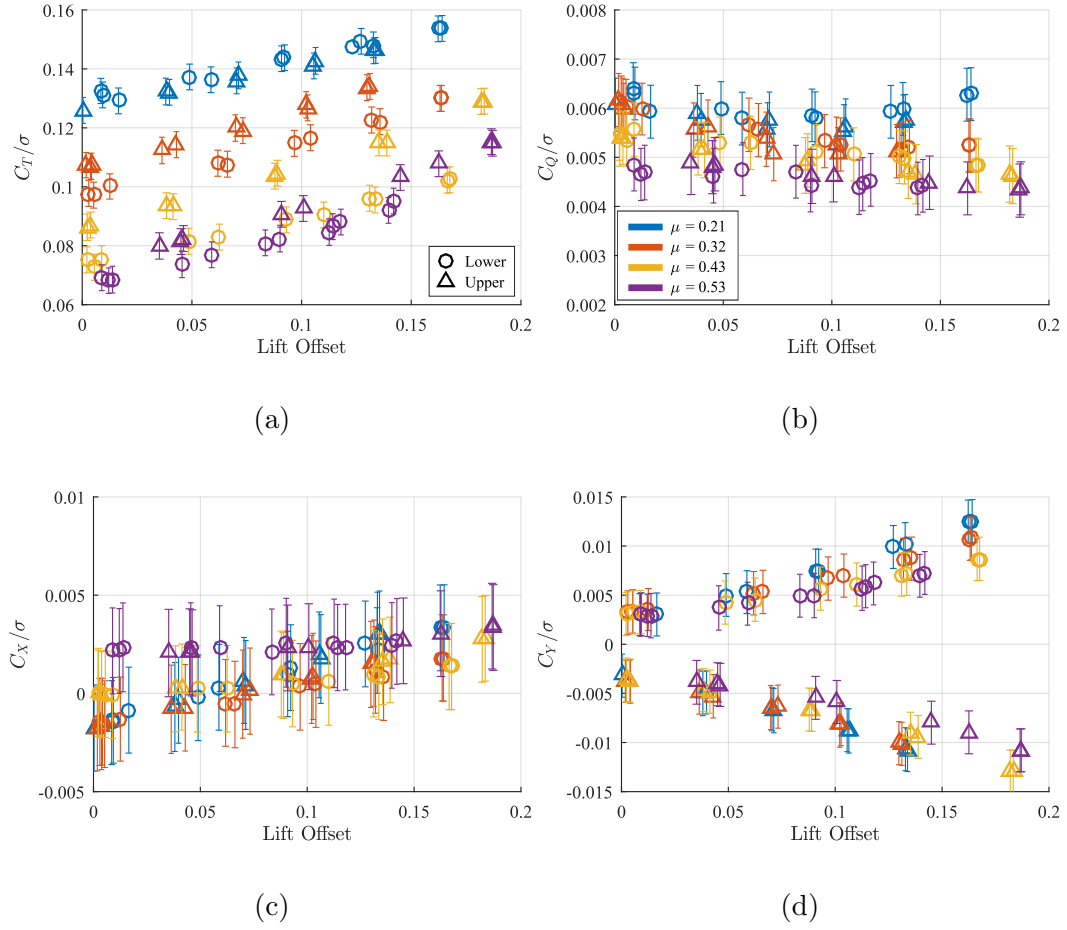 0.16
0.14
0.12
0.1
0.08
0.06
C_T/σ
0 0.05 0.1 0.15 0.2
Lift Offset
Lower
Upper
(a)
0.008
0.007
0.006
0.005
0.004
0.003
0.002
C_Q/σ
μ = 0.21
μ = 0.32
μ = 0.43
μ = 0.53
0 0.05 0.1 0.15 0.2
Lift Offset
(b)
0.01
0.005
0
-0.005
C_X/σ
0 0.05 0.1 0.15 0.2
Lift Offset
(c)
0.015
0.01
0.005
0
-0.005
-0.01
-0.015
C_Y/σ
0 0.05 0.1 0.15 0.2
Lift Offset
(d)